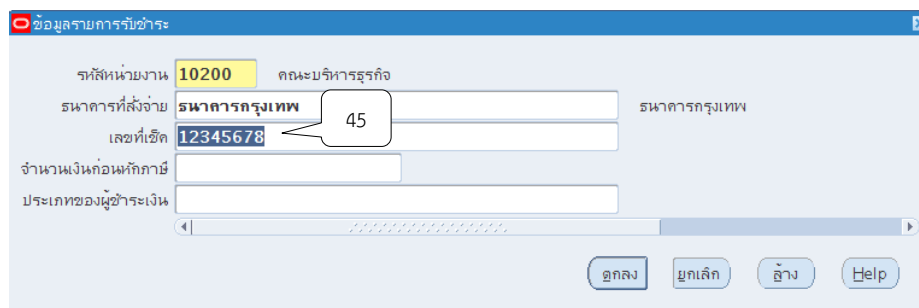 ข้อมูลรายการรับชำระ
รหัสหน่วยงาน 10200 คณะบริหารธุรกิจ
ธนาคารที่สั่งจ่าย ธนาคารกรุงเทพ ธนาคารกรุงเทพ
45
เลขที่เช็ค 12345678
จำนวนเงินก่อนหักภาษี
ประเภทของผู้ชำระเงิน
ตกลง ยกเลิก ล้าง Help